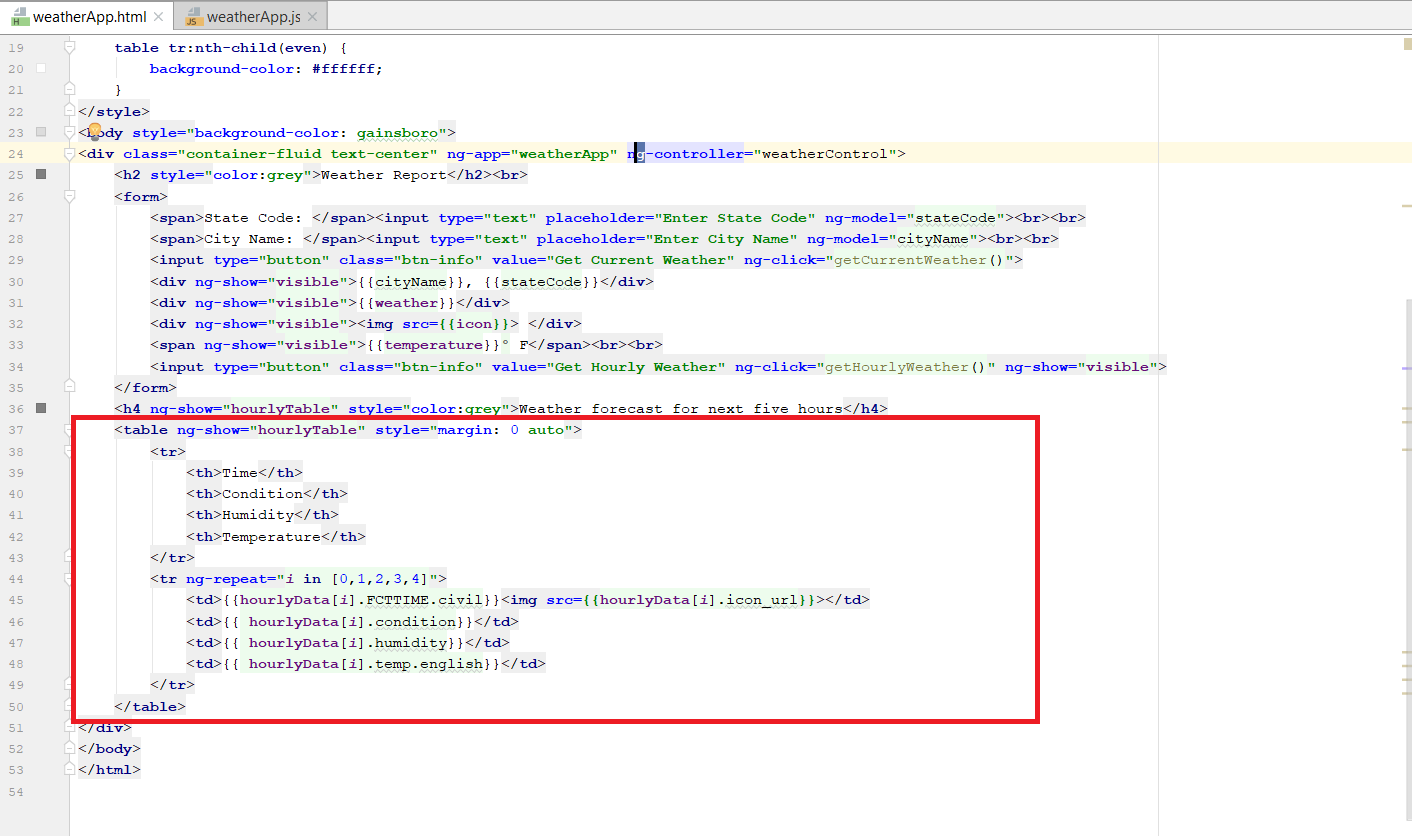 weatherApp.html weatherApp.js
19 table tr:nth-child(even) {
20 background-color: #ffffff;
21 }
22 </style>
23 <body style="background-color: gainsboro">
24 <div class="container-fluid text-center" ng-app="weatherApp" ng-controller="weatherControl">
25 <h2 style="color:grey">Weather Report</h2><br>
26 <form>
27 <span>State Code: </span><input type="text" placeholder="Enter State Code" ng-model="stateCode"><br><br>
28 <span>City Name: </span><input type="text" placeholder="Enter City Name" ng-model="cityName"><br><br>
29 <input type="button" class="btn-info" value="Get Current Weather" ng-click="getCurrentWeather()">
30 <div ng-show="visible">{{cityName}}, {{stateCode}}</div>
31 <div ng-show="visible">{{weather}}</div>
32 <div ng-show="visible"><img src={{icon}}> </div>
33 <span ng-show="visible">{{temperature}}° F</span><br><br>
34 <input type="button" class="btn-info" value="Get Hourly Weather" ng-click="getHourlyWeather()" ng-show="visible">
35 </form>
36 <h4 ng-show="hourlyTable" style="color:grey">Weather forecast for next five hours</h4>
37 <table ng-show="hourlyTable" style="margin: 0 auto">
38 <tr>
39 <th>Time</th>
40 <th>Condition</th>
41 <th>Humidity</th>
42 <th>Temperature</th>
43 </tr>
44 <tr ng-repeat="i in [0,1,2,3,4]">
45 <td>{{hourlyData[i].FCTTIME.civil}}<img src={{hourlyData[i].icon_url}}></td>
46 <td>{{ hourlyData[i].condition}}</td>
47 <td>{{ hourlyData[i].humidity}}</td>
48 <td>{{ hourlyData[i].temp.english}}</td>
49 </tr>
50 </table>
51 </div>
52 </body>
53 </html>
54